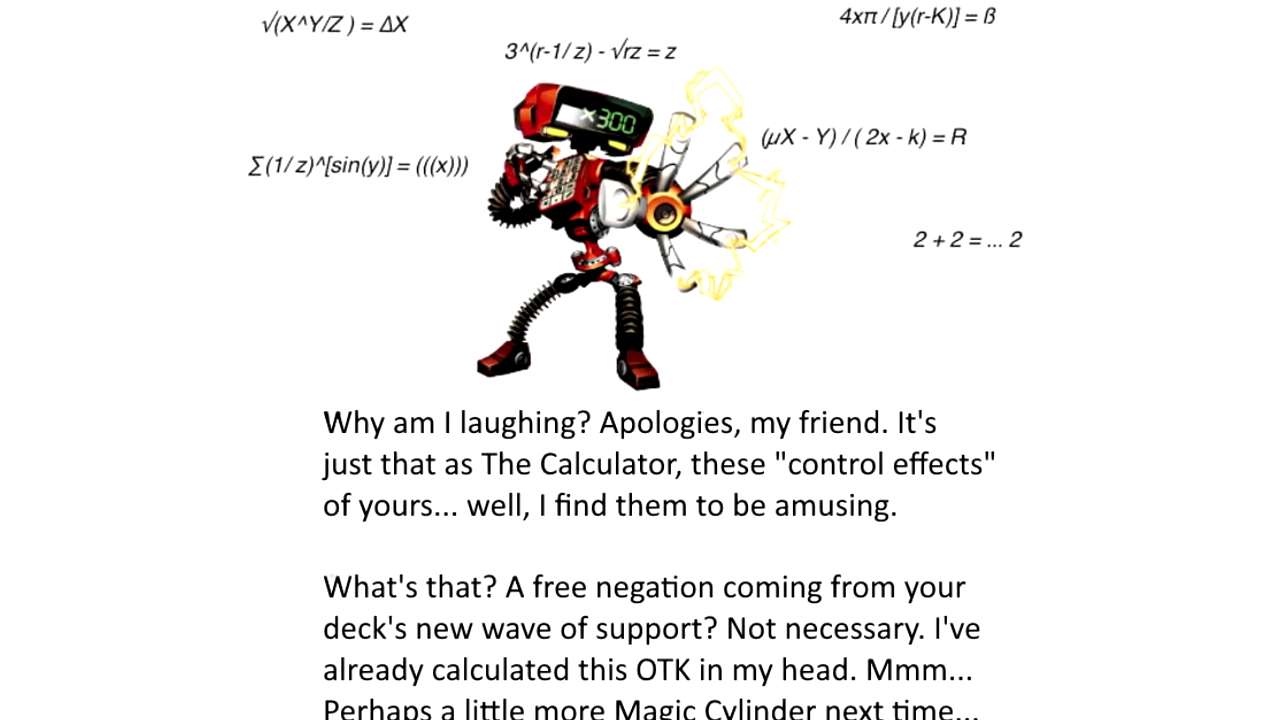 √(X^Y/Z ) = ΔX
4xπ / [y(r-K)] = ß
3^(r-1/ z) - √rz = z
x300
(μX - Y) / ( 2x - k) = R
∑(1/ z)^[sin(y)] = (((x)))
2 + 2 = ... 2
Why am I laughing? Apologies, my friend. It's
just that as The Calculator, these "control effects"
of yours... well, I find them to be amusing.
What's that? A free negation coming from your
deck's new wave of support? Not necessary. I've
already calculated this OTK in my head. Mmm...
Perhaps a little more Magic Cylinder next time...